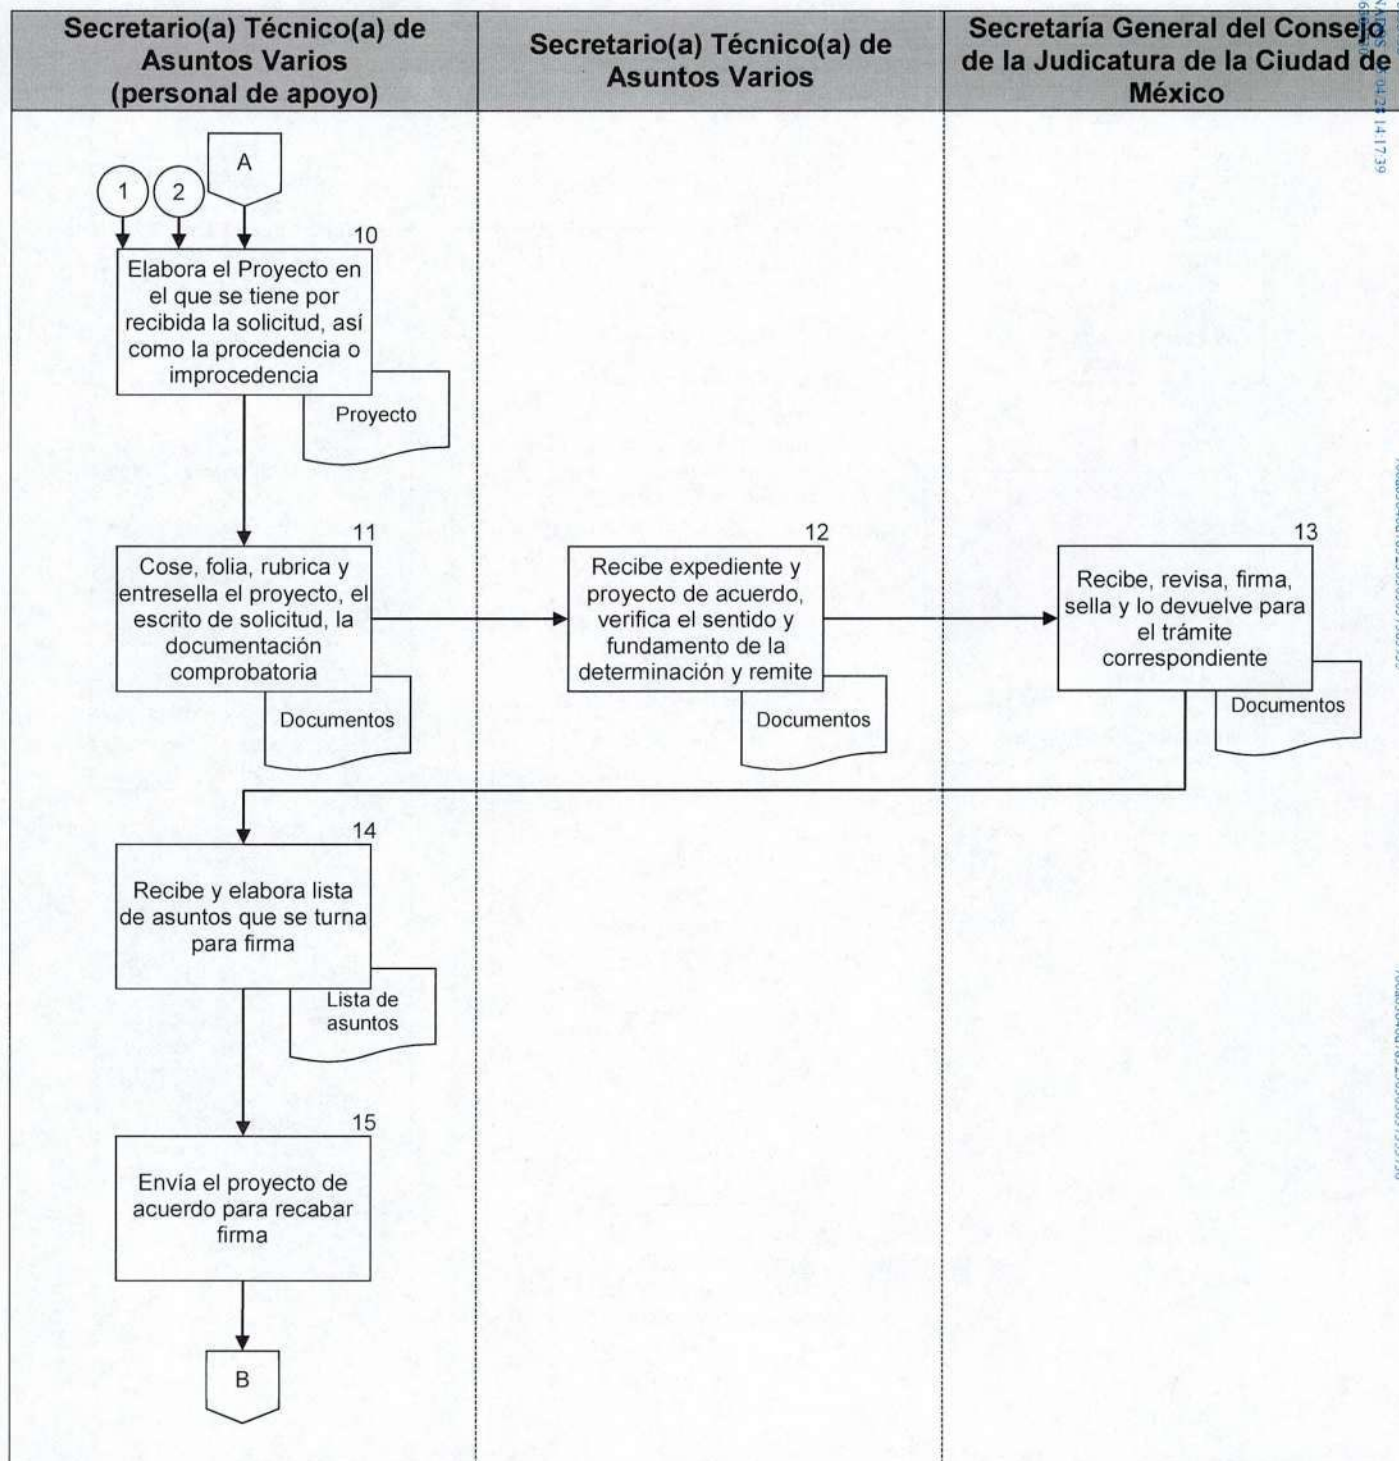 Secretario(a) Técnico(a) de
Asuntos Varios
(personal de apoyo)
Secretario(a) Técnico(a) de
Asuntos Varios
Secretaría General del Consejo
de la Judicatura de la Ciudad de
México
A
1
2
10
Elabora el Proyecto en
el que se tiene por
recibida la solicitud, así
como la procedencia o
improcedencia
Proyecto
11
Cose, folia, rubrica y
entresella el proyecto, el
escrito de solicitud, la
documentación
comprobatoria
Documentos
12
Recibe expediente y
proyecto de acuerdo,
verifica el sentido y
fundamento de la
determinación y remite
Documentos
13
Recibe, revisa, firma,
sella y lo devuelve para
el trámite
correspondiente
Documentos
14
Recibe y elabora lista
de asuntos que se turna
para firma
Lista de
asuntos
15
Envía el proyecto de
acuerdo para recabar
firma
B
14:17:39